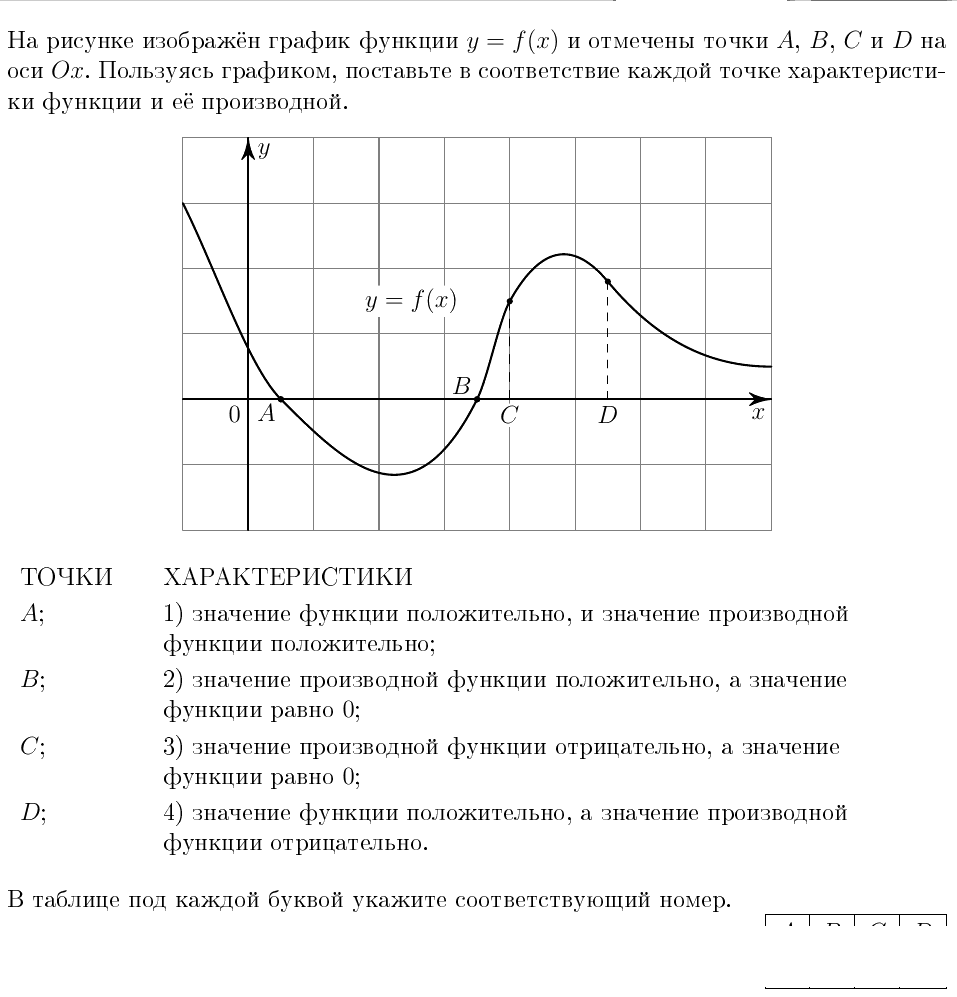 На рисунке изображён график функции y = f(x) и отмечены точки A, B, C и D на
оси Ox. Пользуясь графиком, поставьте в соответствие каждой точке характеристи-
ки функции и её производной.
y
y = f(x)
B
0 A C D x
ТОЧКИ ХАРАКТЕРИСТИКИ
A; 1) значение функции положительно, и значение производной
функции положительно;
B; 2) значение производной функции положительно, а значение
функции равно 0;
C; 3) значение производной функции отрицательно, а значение
функции равно 0;
D; 4) значение функции положительно, а значение производной
функции отрицательно.
В таблице под каждой буквой укажите соответствующий номер.